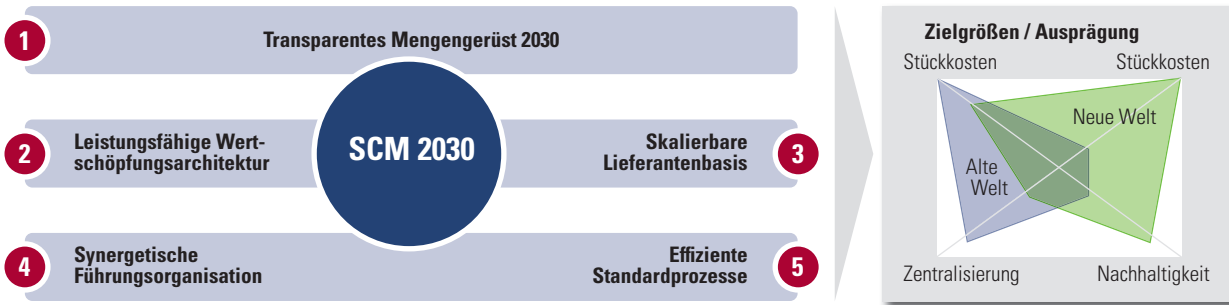 1
Transparentes Mengengerüst 2030
2
Leistungsfähige Wert-
schöpfungsarchitektur
SCM 2030
Skalierbare
Lieferantenbasis
3
4
Synergetische
Führungsorganisation
Effiziente
Standardprozesse
5
Zielgrößen / Ausprägung
Stückkosten
Stückkosten
Neue Welt
Alte
Welt
Zentralisierung
Nachhaltigkeit